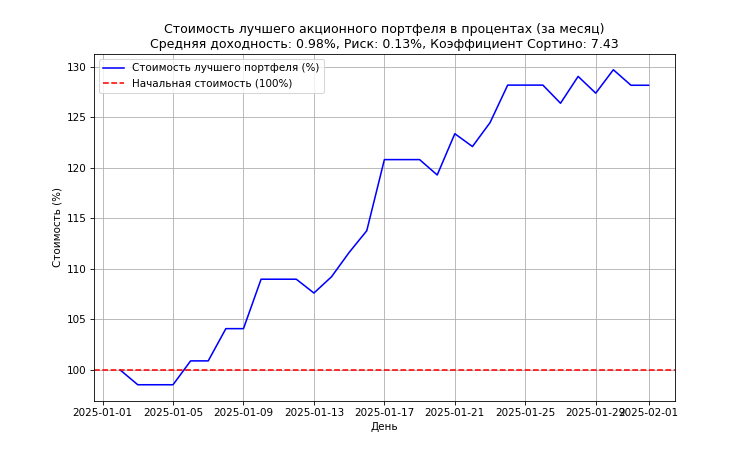 Стоимость лучшего акционного портфеля в процентах (за месяц)
Средняя доходность: 0.98%, Риск: 0.13%, Коэффициент Сортино: 7.43
Стоимость лучшего портфеля (%)
Начальная стоимость (100%)
Стоимость (%)
130
125
120
115
110
105
100
2025-01-01 2025-01-05 2025-01-09 2025-01-13 2025-01-17 2025-01-21 2025-01-25 2025-01-29 2025-02-01
День